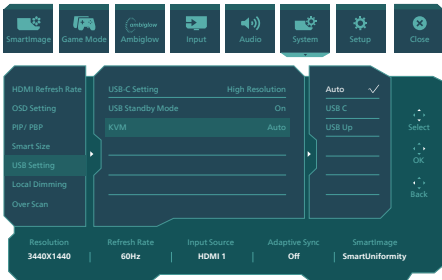 ambiglow
SmartImage Game Mode Ambiglow Input Audio System Setup Close
HDMI Refresh Rate
OSD Setting
PIP/ PBP
Smart Size
USB Setting
Local Dimming
Over Scan
USB-C Setting High Resolution
USB Standby Mode On
KVM Auto
Auto
USB C
USB Up
Select
OK
Back
Resolution Refresh Rate Input Source Adaptive Sync SmartImage
3440X1440 60Hz HDMI 1 Off SmartUniformity